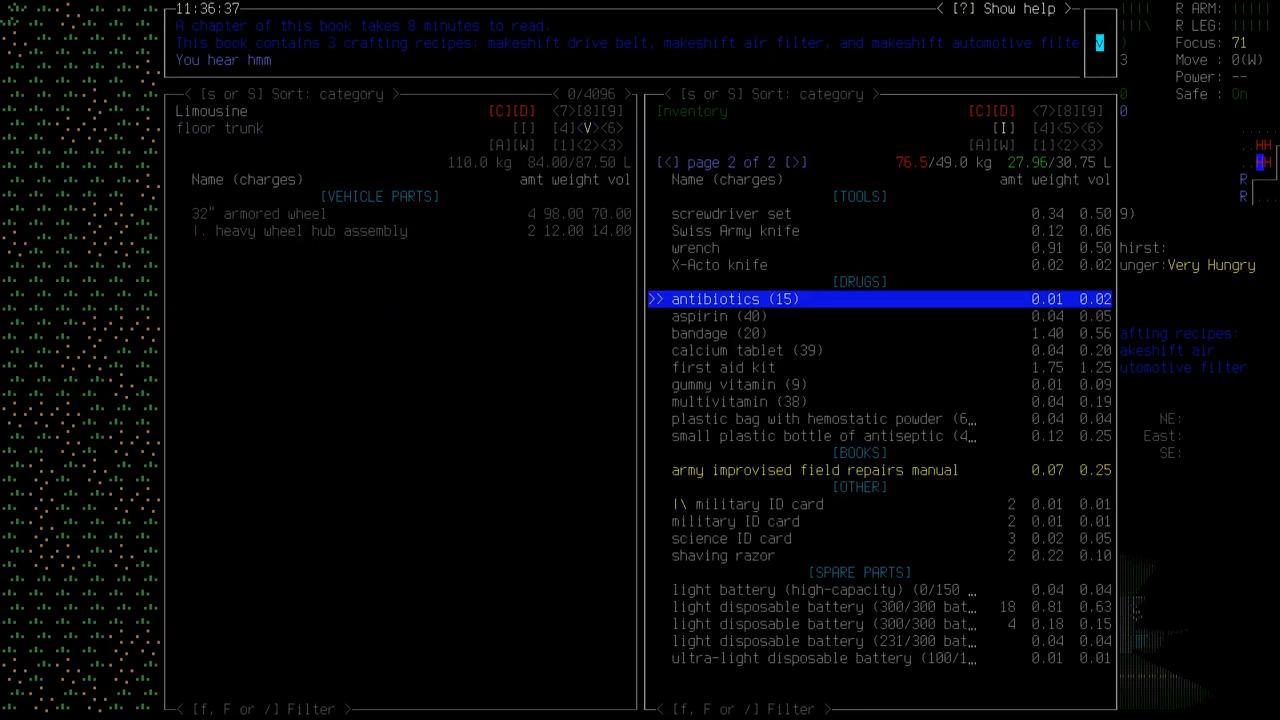 11:36:37
< [?] Show help >
A chapter of this book takes 8 minutes to read.
This book contains 3 crafting recipes: makeshift drive belt, makeshift air filter, and makeshift automotive filte
You hear hmm
v
R ARM:
R LEG:
Focus: 71
Move : 0(W)
Power: --
Safe : On
< [s or S] Sort: category >
< 0/4096 >
Limousine
[C][D] <7>[8][9]
floor trunk
[I] [4]<V><6>
[A][W] [1]<2><3>
110.0 kg 84.00/87.50 L
Name (charges) amt weight vol
[VEHICLE PARTS]
32" armored wheel 4 98.00 70.00
|. heavy wheel hub assembly 2 12.00 14.00
< [f, F or /] Filter >
< [s or S] Sort: category >
Inventory
[C][D] <7>[8][9]
[I] [4]<5><6>
[A][W] [1]<2><3>
[<] page 2 of 2 [>] 76.5/49.0 kg 27.96/30.75 L
Name (charges) amt weight vol
[TOOLS]
screwdriver set 0.34 0.50
Swiss Army knife 0.12 0.06
wrench 0.91 0.50
X-Acto knife 0.02 0.02
[DRUGS]
>> antibiotics (15) 0.01 0.02
aspirin (40) 0.04 0.05
bandage (20) 1.40 0.56
calcium tablet (39) 0.04 0.20
first aid kit 1.75 1.25
gummy vitamin (9) 0.01 0.09
multivitamin (38) 0.04 0.19
plastic bag with hemostatic powder (6… 0.04 0.04
small plastic bottle of antiseptic (4… 0.12 0.25
[BOOKS]
army improvised field repairs manual 0.07 0.25
[OTHER]
|\ military ID card 2 0.01 0.01
military ID card 2 0.01 0.01
science ID card 3 0.02 0.05
shaving razor 2 0.22 0.10
[SPARE PARTS]
light battery (high-capacity) (0/150 … 0.04 0.04
light disposable battery (300/300 bat… 18 0.81 0.63
light disposable battery (300/300 bat… 4 0.18 0.15
light disposable battery (231/300 bat… 0.04 0.04
ultra-light disposable battery (100/1… 0.01 0.01
< [f, F or /] Filter >
)
3
0
0
HH
HH
R
R
9)
hirst:
unger:Very Hungry
afting recipes:
akeshift air
utomotive filter
NE:
East:
SE: